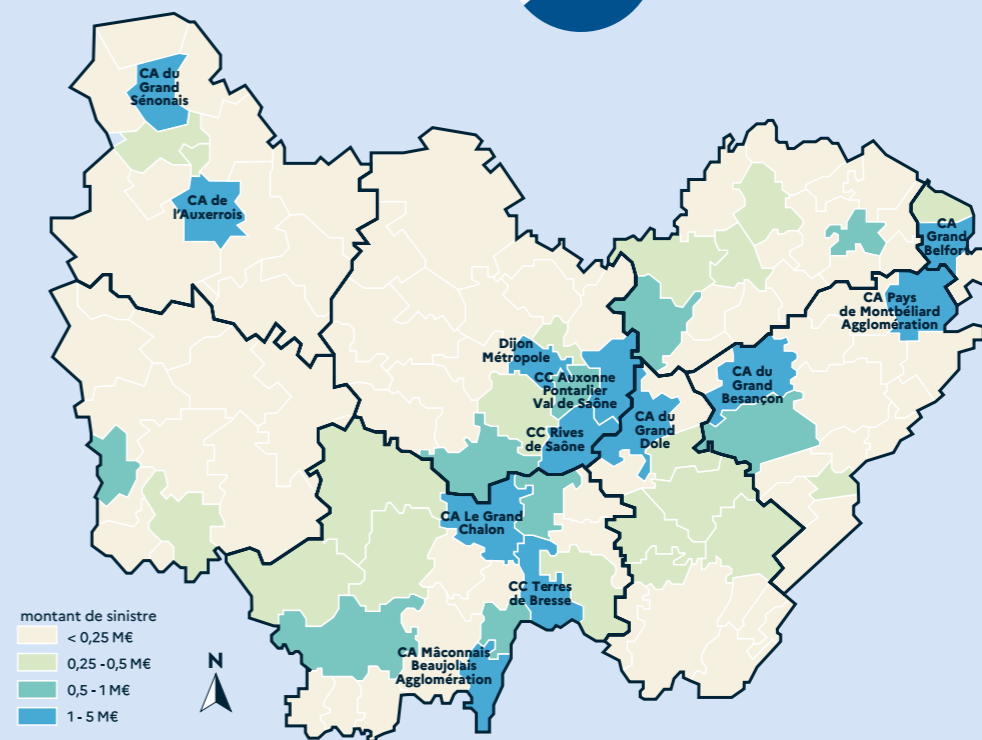 CA du
Grand
Sénonais
CA de
l'Auxerrois
CA
Grand
Belfort
CA Pays
de Montbéliard
Agglomération
Dijon
Métropole
CC Auxonne
Pontarlier
Val de Saône
CA du
Grand
Besançon
CC Rives
de Saône
CA du
Grand
Dole
CA Le Grand
Chalon
CC Terres
de Bresse
CA Mâconnais
Beaujolais
Agglomération
montant de sinistre
< 0,25 M€
0,25 -0,5 M€
0,5 - 1 M€
1 - 5 M€
N